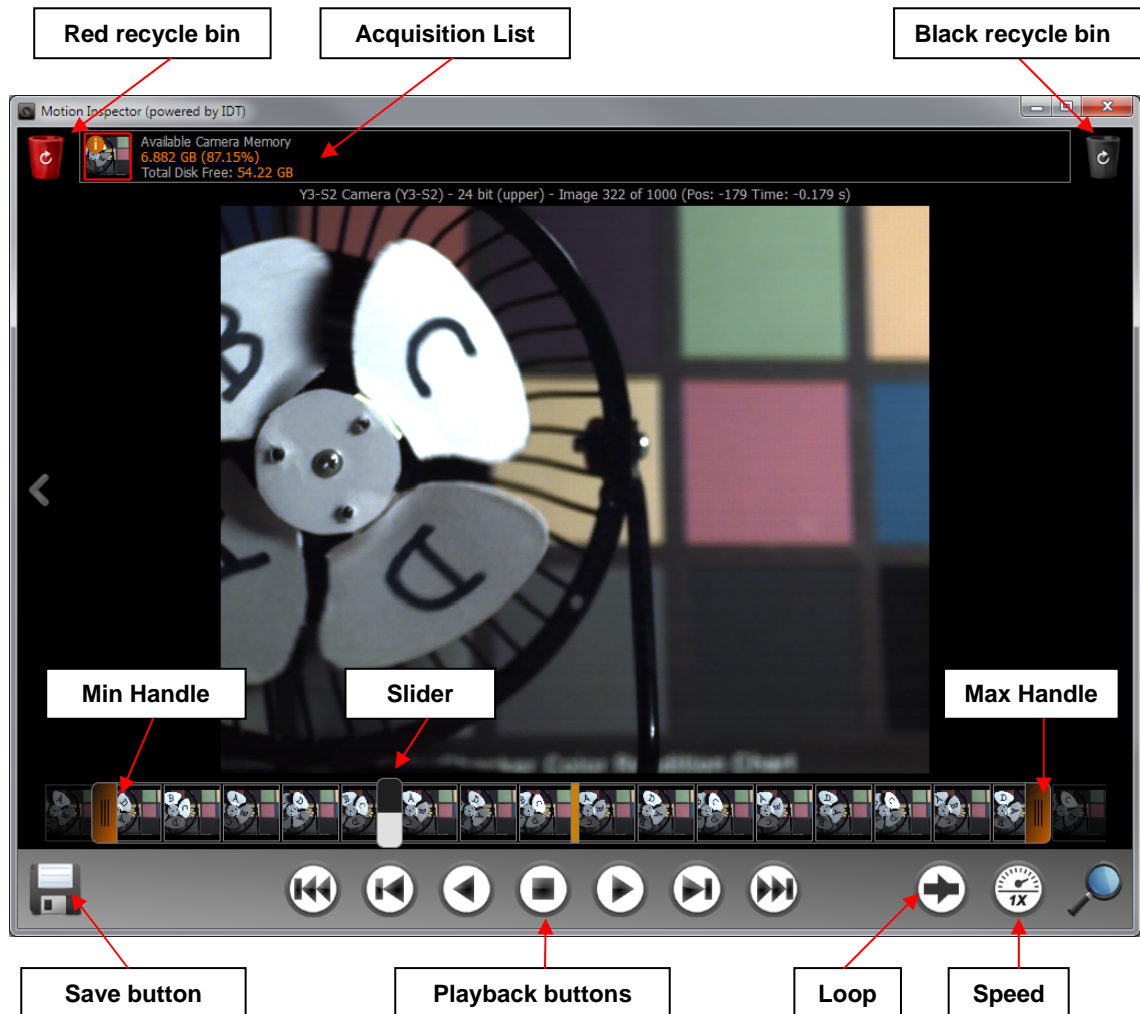 Red recycle bin
Acquisition List
Black recycle bin
Motion Inspector (powered by IDT)
Available Camera Memory
6.882 GB (87.15%)
Total Disk Free: 54.22 GB
Y3-S2 Camera (Y3-S2) - 24 bit (upper) - Image 322 of 1000 (Pos: -179 Time: -0.179 s)
B
C
D
Min Handle
Slider
Max Handle
1X
Save button
Playback buttons
Loop
Speed